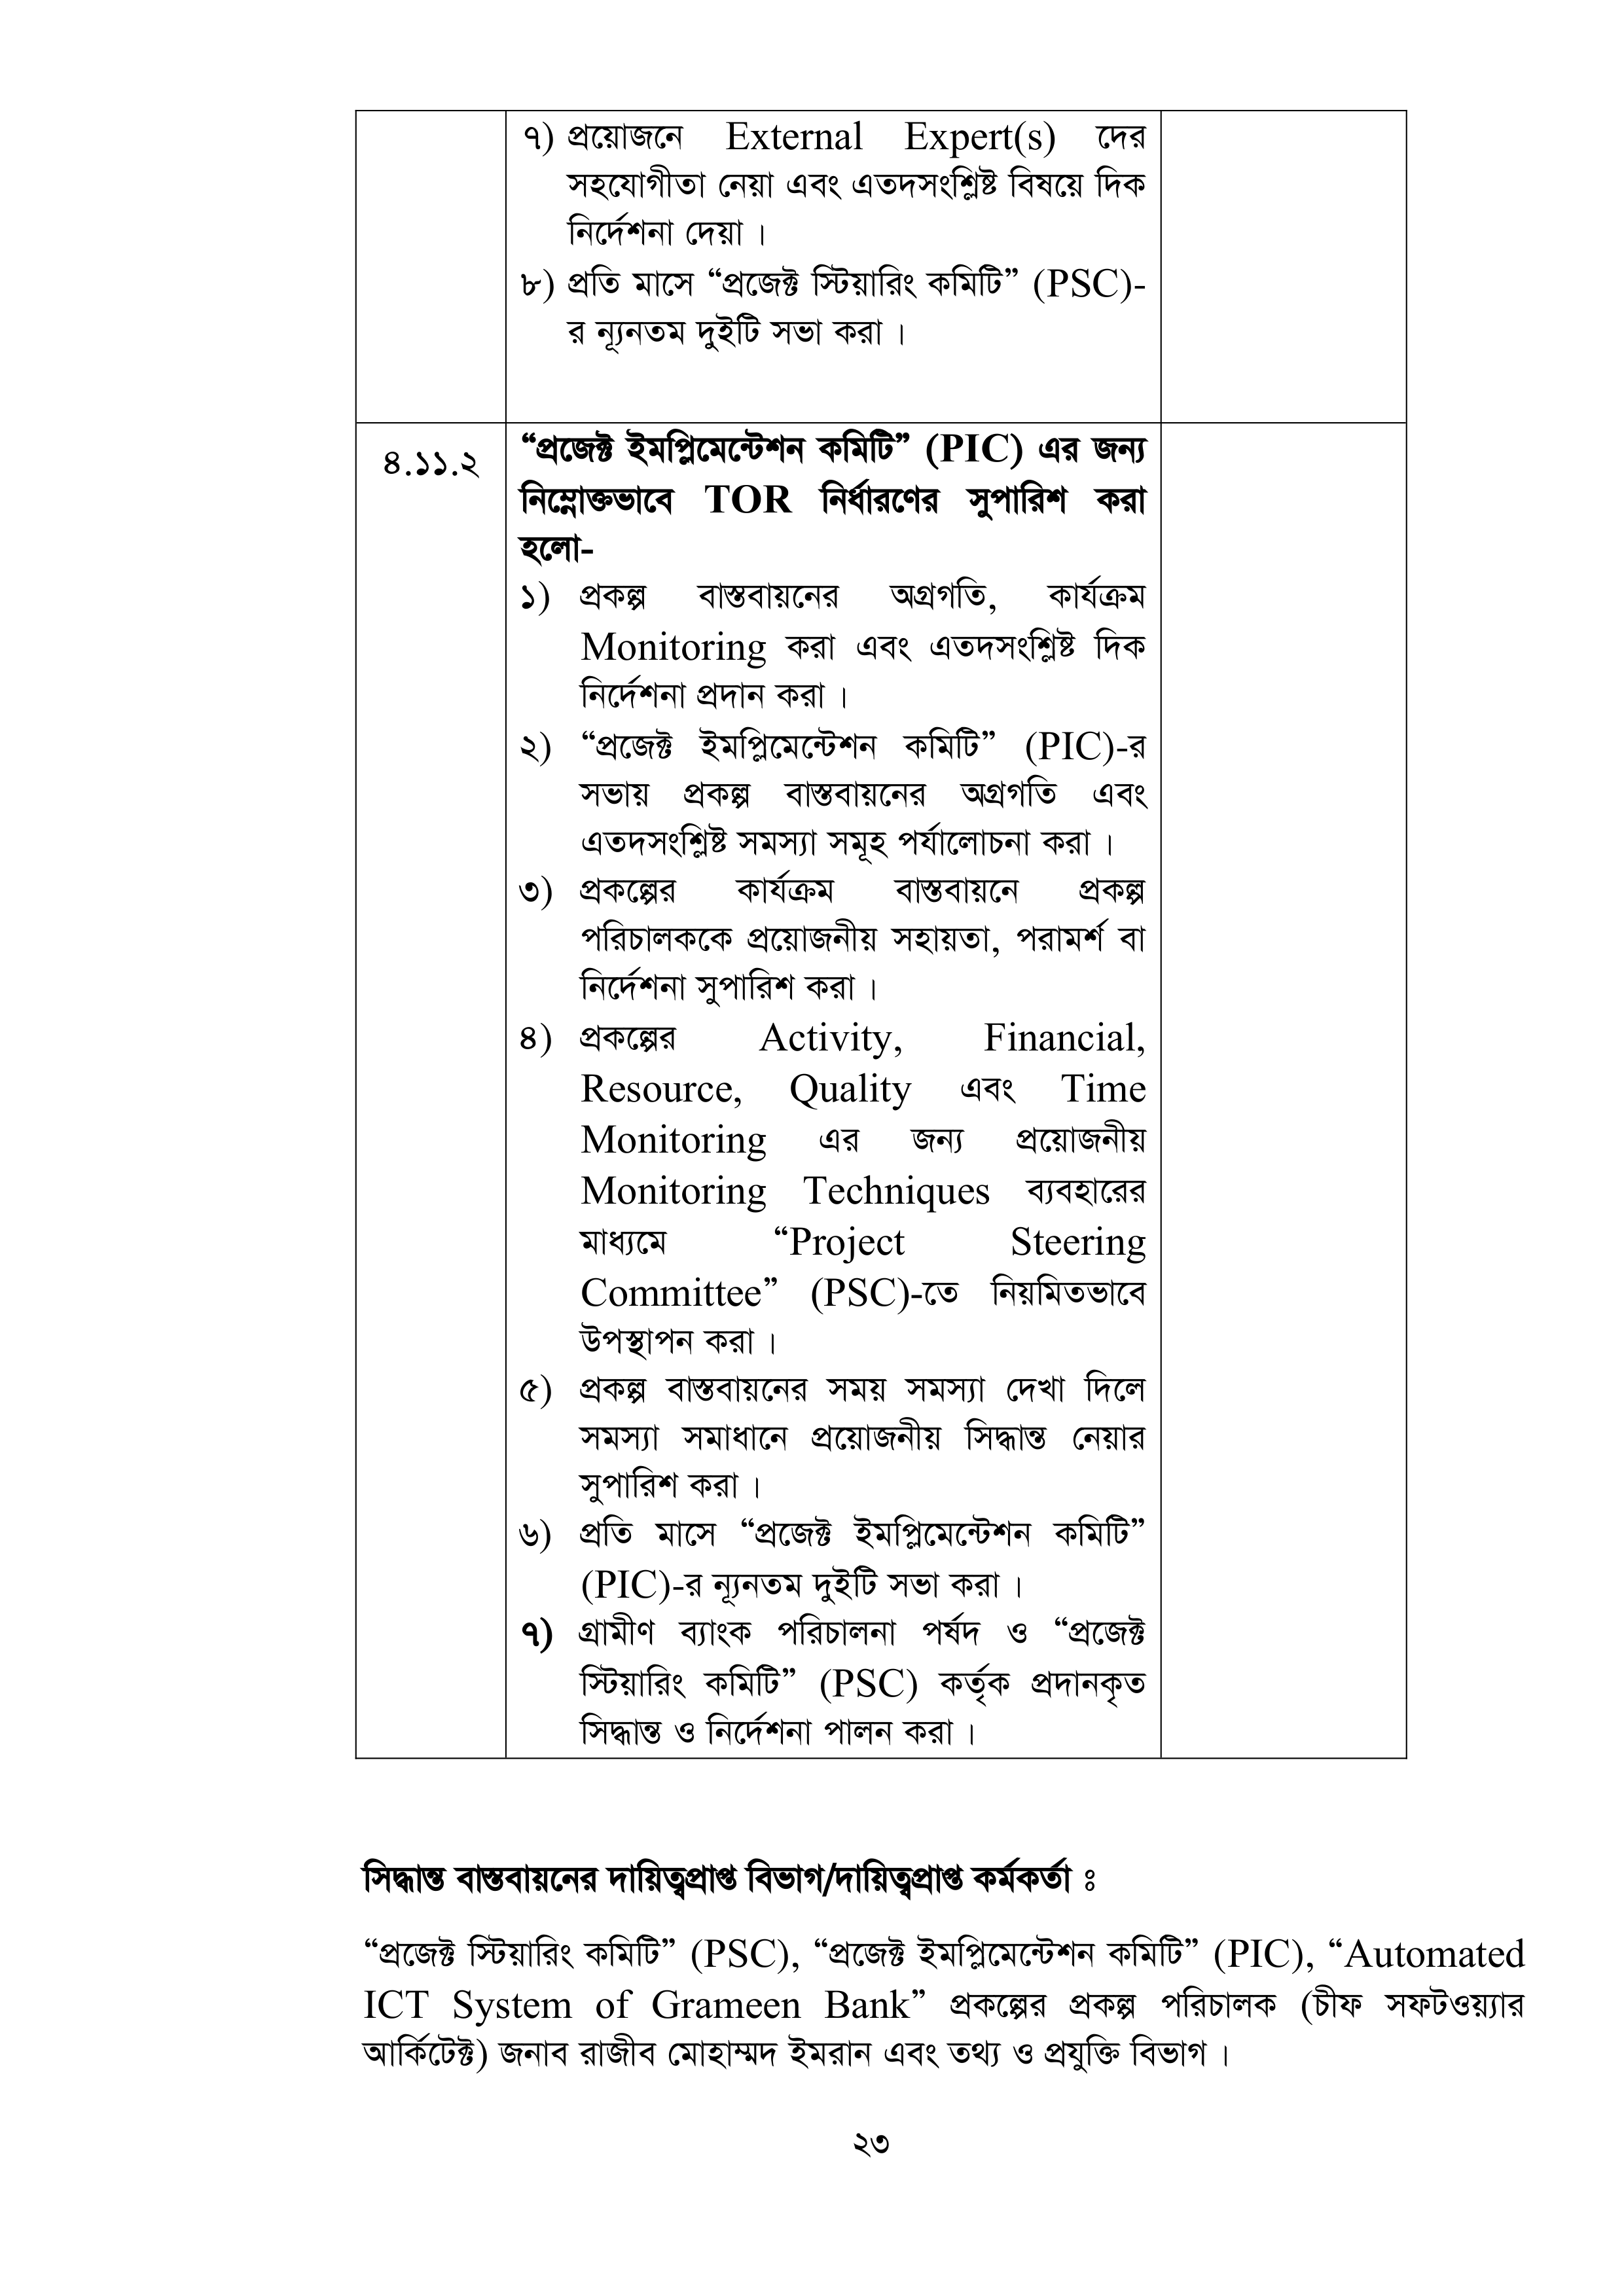 ৭) প্রয়োজনে External Expert(s) দের
সহযোগীতা নেয়া এবং এতদসংশ্লিষ্ট বিষয়ে দিক
নির্দেশনা দেয়া।
৮) প্রতি মাসে “প্রজেক্ট স্টিয়ারিং কমিটি” (PSC)-
র ন্যূনতম দুইটি সভা করা।
৪.১১.২
“প্রজেক্ট ইমপ্লিমেন্টেশন কমিটি” (PIC) এর জন্য
নিম্নোক্তভাবে TOR নির্ধারণের সুপারিশ করা
হলো-
১) প্রকল্প বাস্তবায়নের অগ্রগতি, কার্যক্রম
Monitoring করা এবং এতদসংশ্লিষ্ট দিক
নির্দেশনা প্রদান করা।
২) “প্রজেক্ট ইমপ্লিমেন্টেশন কমিটি” (PIC)-র
সভায় প্রকল্প বাস্তবায়নের অগ্রগতি এবং
এতদসংশ্লিষ্ট সমস্যা সমূহ পর্যালোচনা করা।
৩) প্রকল্পের কার্যক্রম বাস্তবায়নে প্রকল্প
পরিচালককে প্রয়োজনীয় সহায়তা, পরামর্শ বা
নির্দেশনা সুপারিশ করা।
৪) প্রকল্পের Activity, Financial,
Resource, Quality এবং Time
Monitoring এর জন্য প্রয়োজনীয়
Monitoring Techniques ব্যবহারের
মাধ্যমে “Project Steering
Committee” (PSC)-তে নিয়মিতভাবে
উপস্থাপন করা।
৫) প্রকল্প বাস্তবায়নের সময় সমস্যা দেখা দিলে
সমস্যা সমাধানে প্রয়োজনীয় সিদ্ধান্ত নেয়ার
সুপারিশ করা।
৬) প্রতি মাসে “প্রজেক্ট ইমপ্লিমেন্টেশন কমিটি”
(PIC)-র ন্যূনতম দুইটি সভা করা।
৭) গ্রামীণ ব্যাংক পরিচালনা পর্ষদ ও “প্রজেক্ট
স্টিয়ারিং কমিটি” (PSC) কর্তৃক প্রদানকৃত
সিদ্ধান্ত ও নির্দেশনা পালন করা।
সিদ্ধান্ত বাস্তবায়নের দায়িত্বপ্রাপ্ত বিভাগ/দায়িত্বপ্রাপ্ত কর্মকর্তা ঃ
“প্রজেক্ট স্টিয়ারিং কমিটি” (PSC), “প্রজেক্ট ইমপ্লিমেন্টেশন কমিটি” (PIC), “Automated
ICT System of Grameen Bank” প্রকল্পের প্রকল্প পরিচালক (চীফ সফটওয়্যার
আর্কিটেক্ট) জনাব রাজীব মোহাম্মদ ইমরান এবং তথ্য ও প্রযুক্তি বিভাগ।
২৩